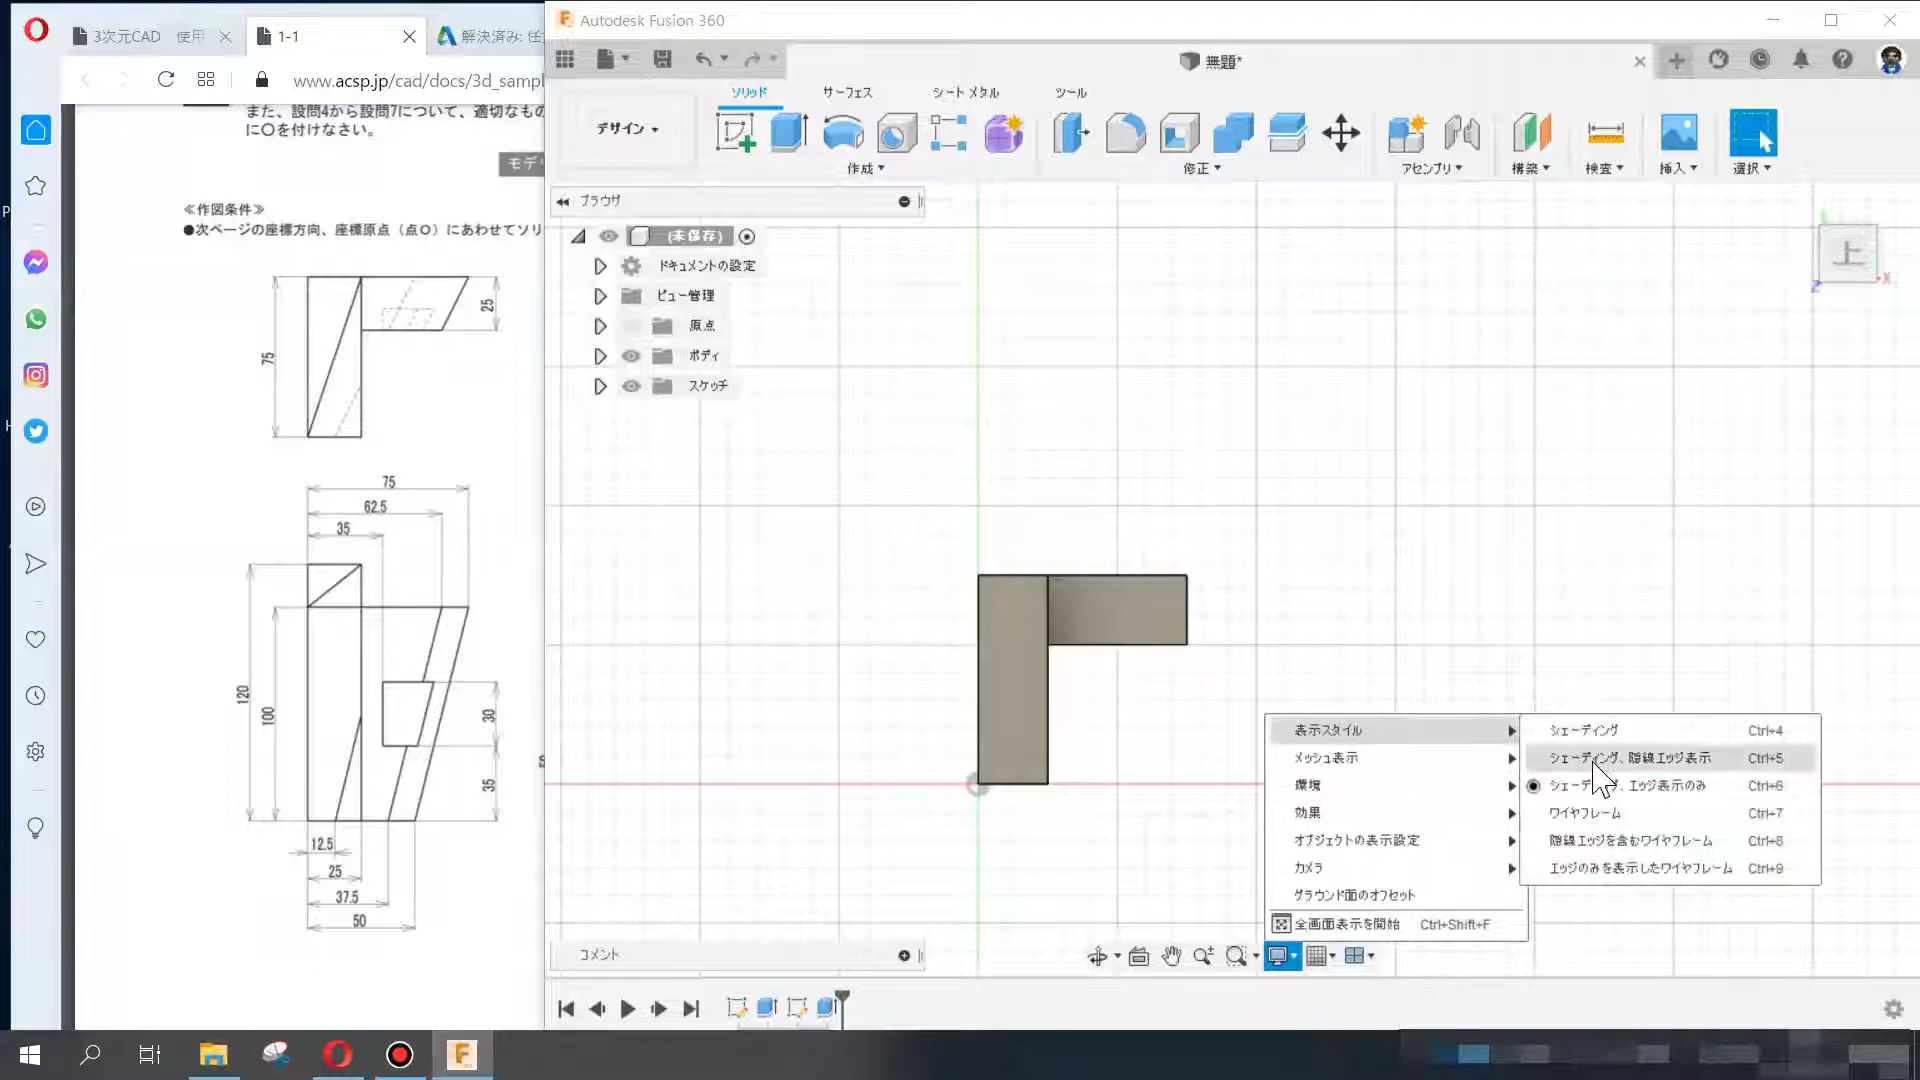 3次元CAD 使用
1-1
解決済み: 任
Autodesk Fusion 360
www.acsp.jp/cad/docs/3d_sampl
無題*
ソリッド
サーフェス
シート メタル
ツール
デザイン
作成
修正
アセンブリ
構築
検査
挿入
選択
ブラウザ
(未保存)
ドキュメントの設定
ビュー管理
原点
ボディ
スケッチ
また、設問4から設問7について、適切なもの
に〇を付けなさい。
モデリ
≪作図条件≫
●次ページの座標方向、座標原点（点O）にあわせてソリ
25
75
75
62.5
35
120
100
30
35
12.5
25
37.5
50
上
X
Z
表示スタイル
メッシュ表示
環境
効果
オブジェクトの表示設定
カメラ
グラウンド面のオフセット
全画面表示を開始 Ctrl+Shift+F
シェーディング Ctrl+4
シェーディング、隠線エッジ表示 Ctrl+5
シェーデ 、エッジ表示のみ Ctrl+6
ワイヤフレーム Ctrl+7
隠線エッジを含むワイヤフレーム Ctrl+8
エッジのみを表示したワイヤフレーム Ctrl+9
コメント